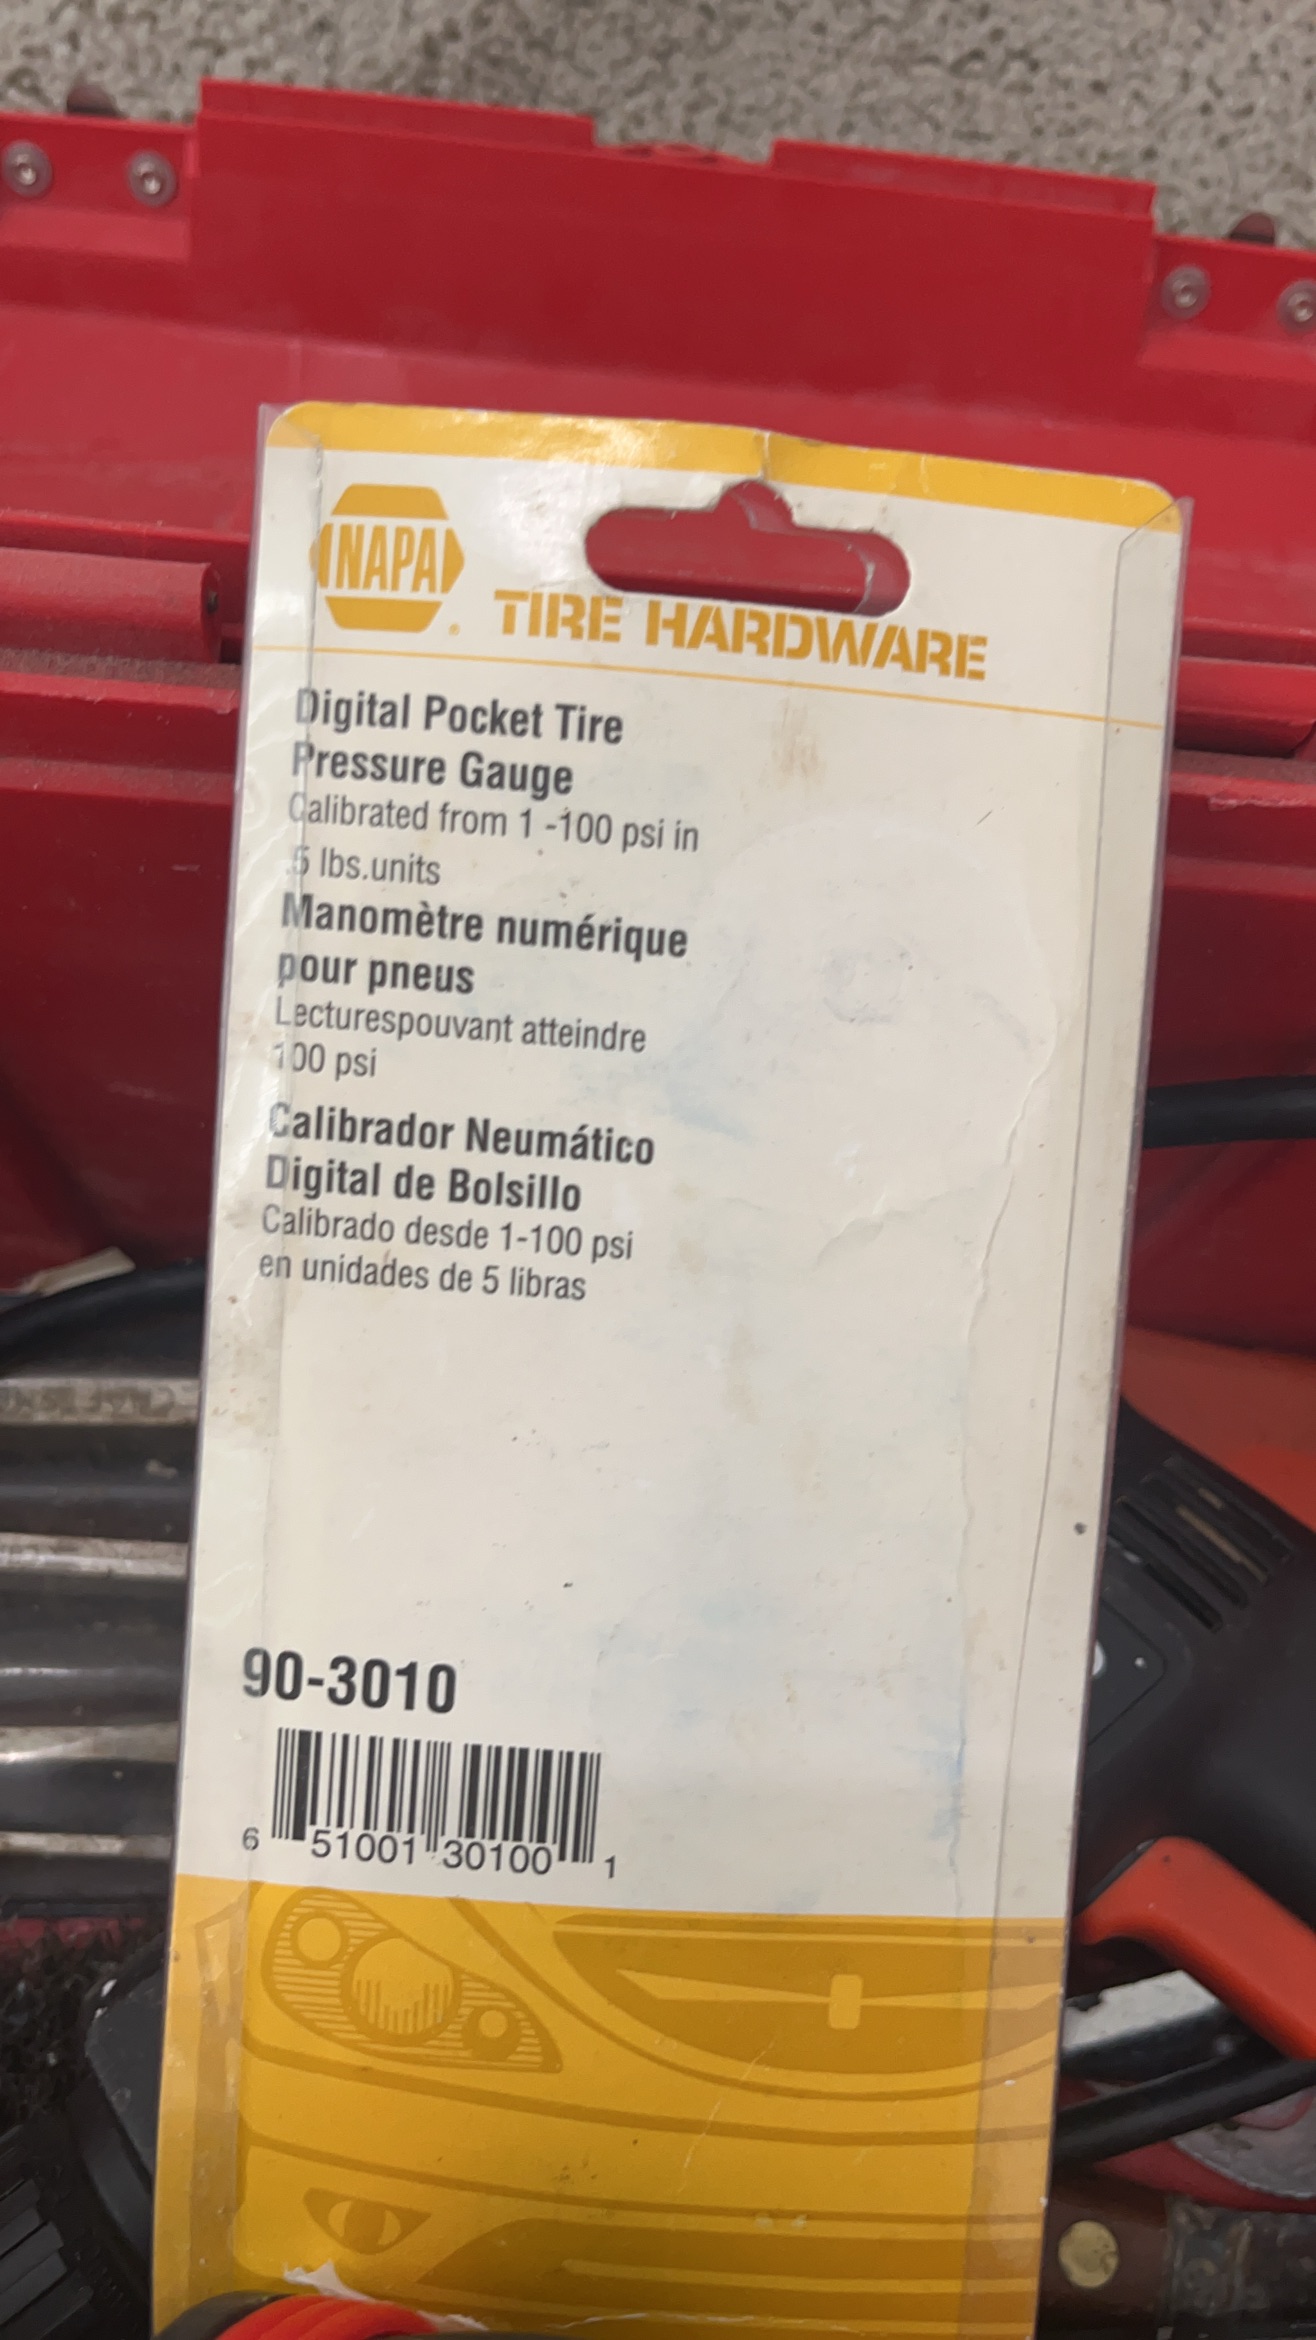 NAPA
TIRE HARDWARE
Digital Pocket Tire
Pressure Gauge
Calibrated from 1 -100 psi in
.5 lbs.units
Manomètre numérique
pour pneus
Lecturespouvant atteindre
100 psi
Calibrador Neumático
Digital de Bolsillo
Calibrado desde 1-100 psi
en unidades de 5 libras
90-3010
6 51001 30100 1